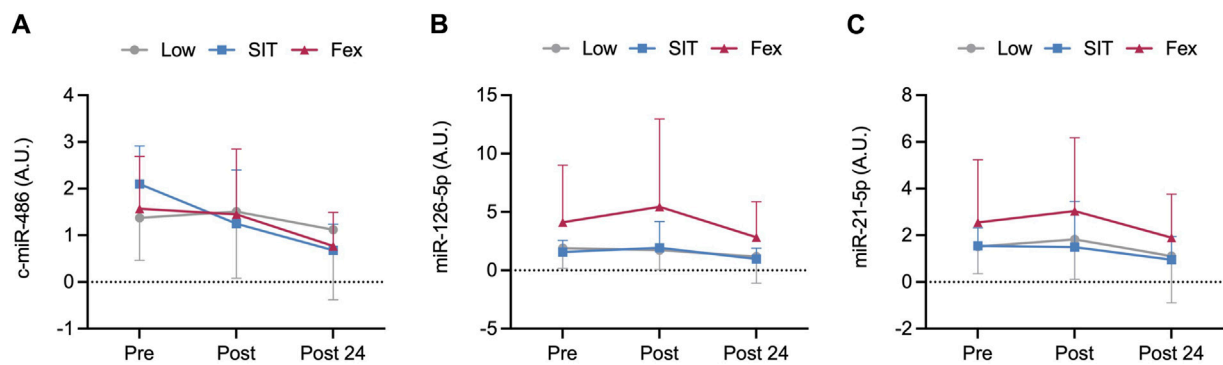 A
Low SIT Fex
c-miR-486 (A.U.)
4
3
2
1
0
-1
Pre Post Post 24
B
Low SIT Fex
miR-126-5p (A.U.)
15
10
5
0
-5
Pre Post Post 24
C
Low SIT Fex
miR-21-5p (A.U.)
8
6
4
2
0
-2
Pre Post Post 24